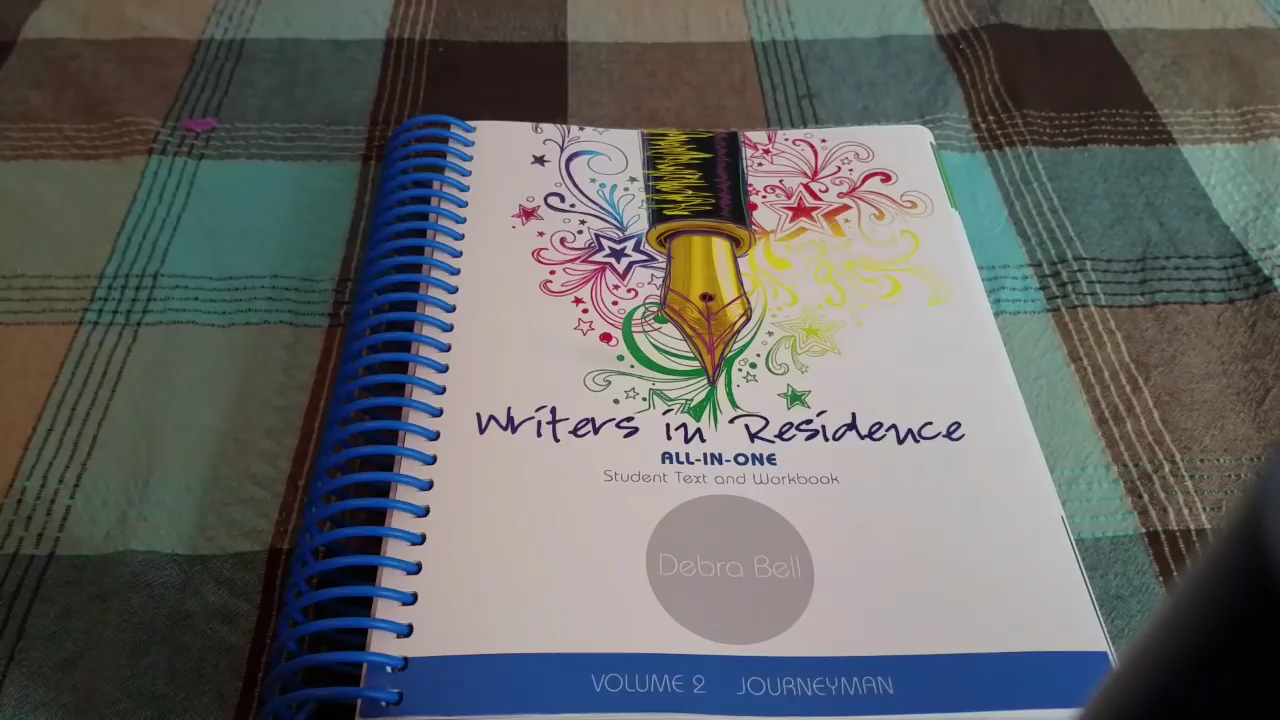 Writers in Residence
ALL-IN-ONE
Student Text and Workbook
Debra Bell
VOLUME 2 JOURNEYMAN